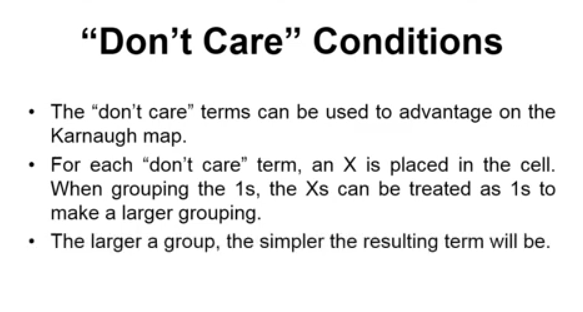 “Don’t Care” Conditions
• The “don’t care” terms can be used to advantage on the
Karnaugh map.
• For each “don’t care” term, an X is placed in the cell.
When grouping the 1s, the Xs can be treated as 1s to
make a larger grouping.
• The larger a group, the simpler the resulting term will be.